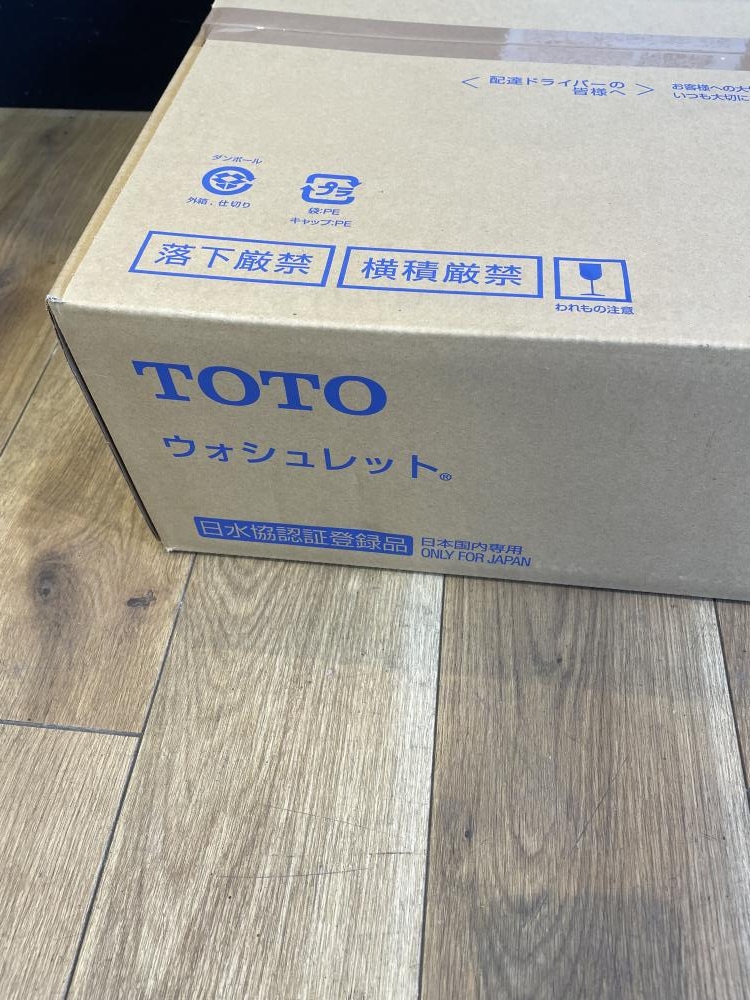 < 配達ドライバーの
皆様へ >
お客様への大
いつも大切に
ダンボール
外箱．仕切り
プラ
袋:PE
キャップ:PE
落下厳禁
横積厳禁
われもの注意
TOTO
ウォシュレット®
日水協認証登録品
日本国内専用
ONLY FOR JAPAN